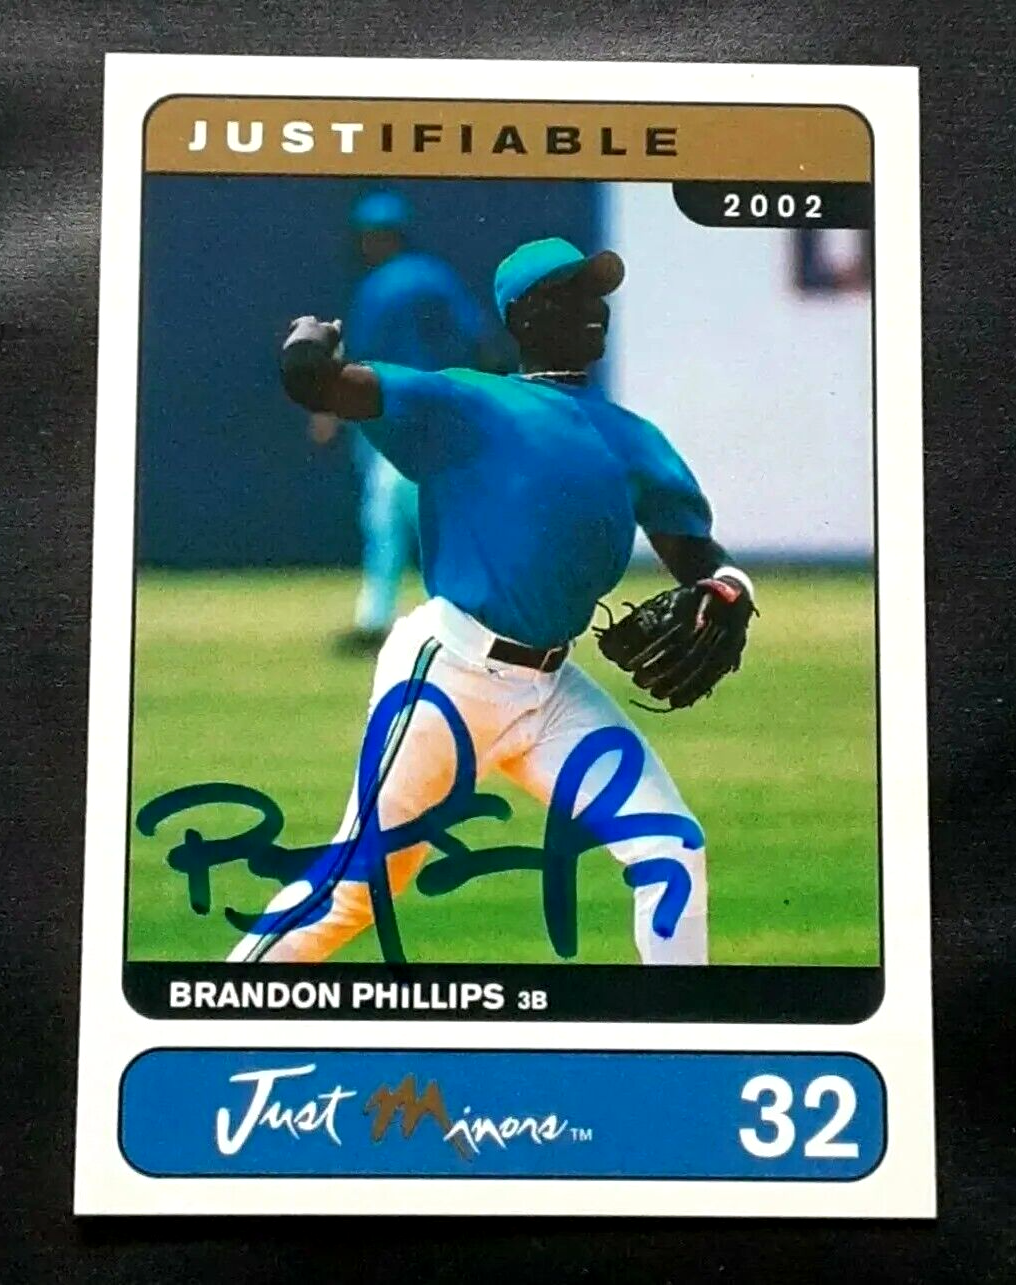 JUSTIFIABLE
2002
BRANDON PHILLIPS 3B
Just Minors™
32